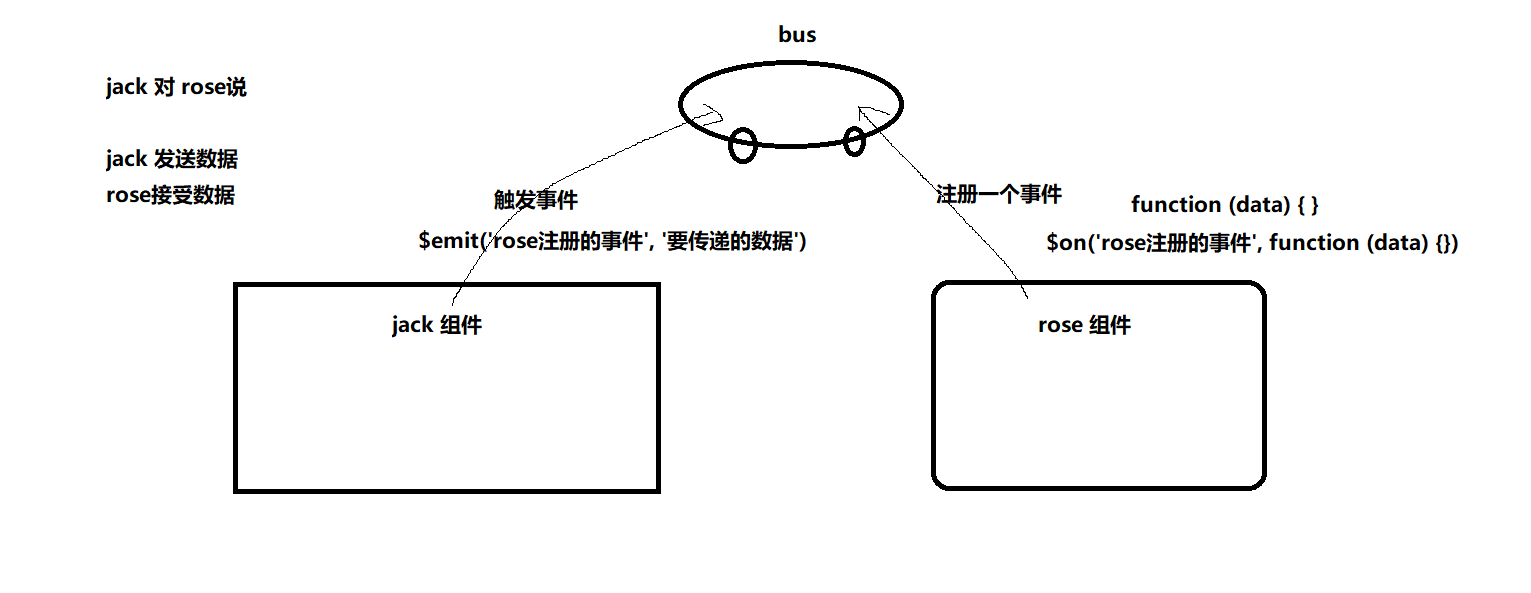 bus
jack 对 rose说
jack 发送数据
rose接受数据
触发事件
$emit('rose注册的事件', '要传递的数据')
注册一个事件
function (data) { }
$on('rose注册的事件', function (data) {})
jack 组件
rose 组件